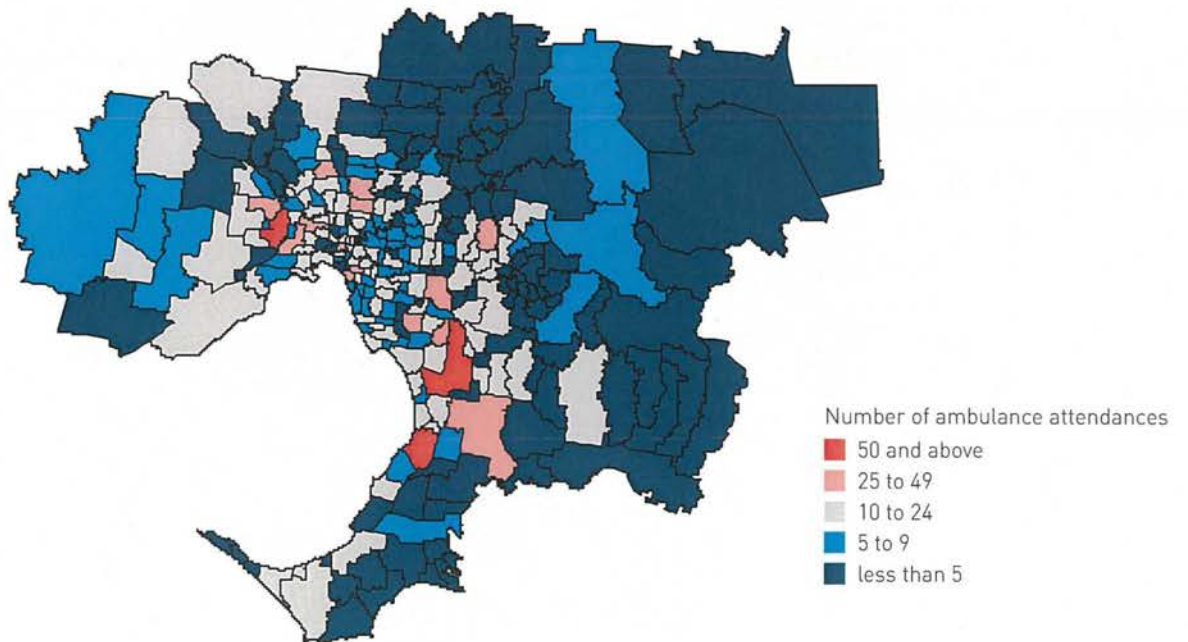 Number of ambulance attendances
50 and above
25 to 49
10 to 24
5 to 9
less than 5